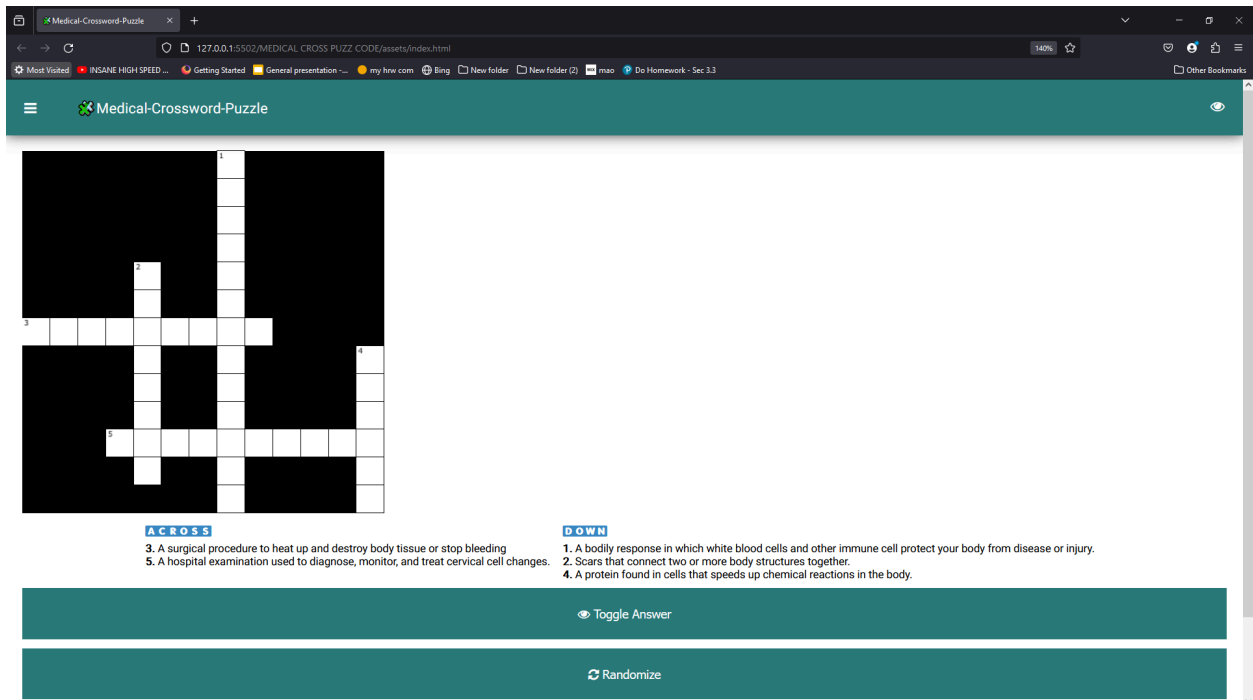 Medical-Crossword-Puzzle
127.0.0.1:5502/MEDICAL CROSS PUZZ CODE/assets/index.html
140%
Most Visited
INSANE HIGH SPEED ...
Getting Started
General presentation -...
my hrw com
Bing
New folder
New folder (2)
mao
Do Homework - Sec 3.3
Other Bookmarks
Medical-Crossword-Puzzle
1
2
3
4
5
ACROSS
3. A surgical procedure to heat up and destroy body tissue or stop bleeding
5. A hospital examination used to diagnose, monitor, and treat cervical cell changes.
DOWN
1. A bodily response in which white blood cells and other immune cell protect your body from disease or injury.
2. Scars that connect two or more body structures together.
4. A protein found in cells that speeds up chemical reactions in the body.
Toggle Answer
Randomize